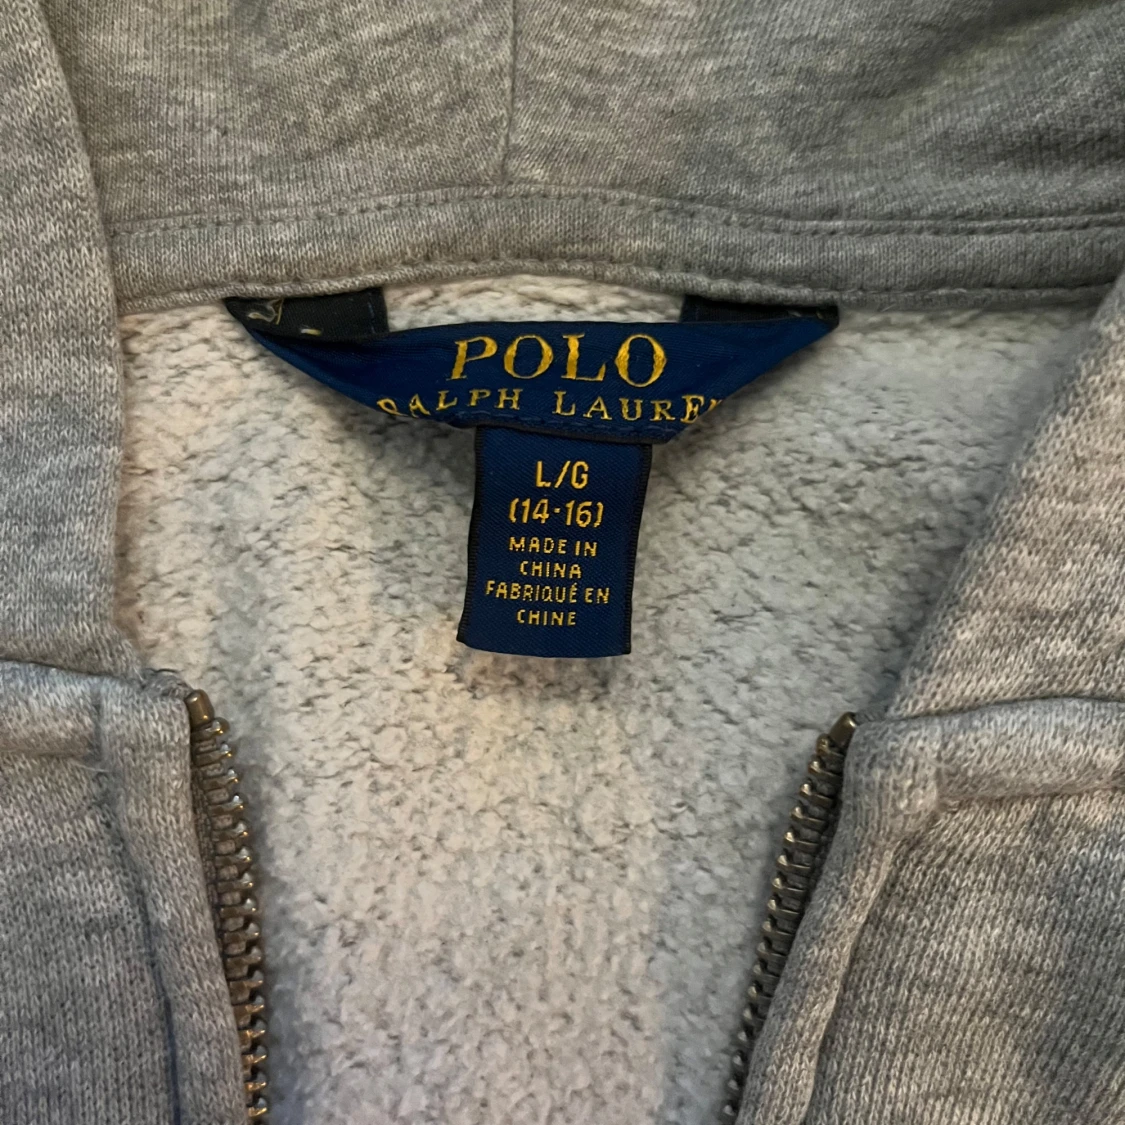 POLO
RALPH LAUREN
L/G
(14·16)
MADE IN
CHINA
FABRIQUÉ EN
CHINE